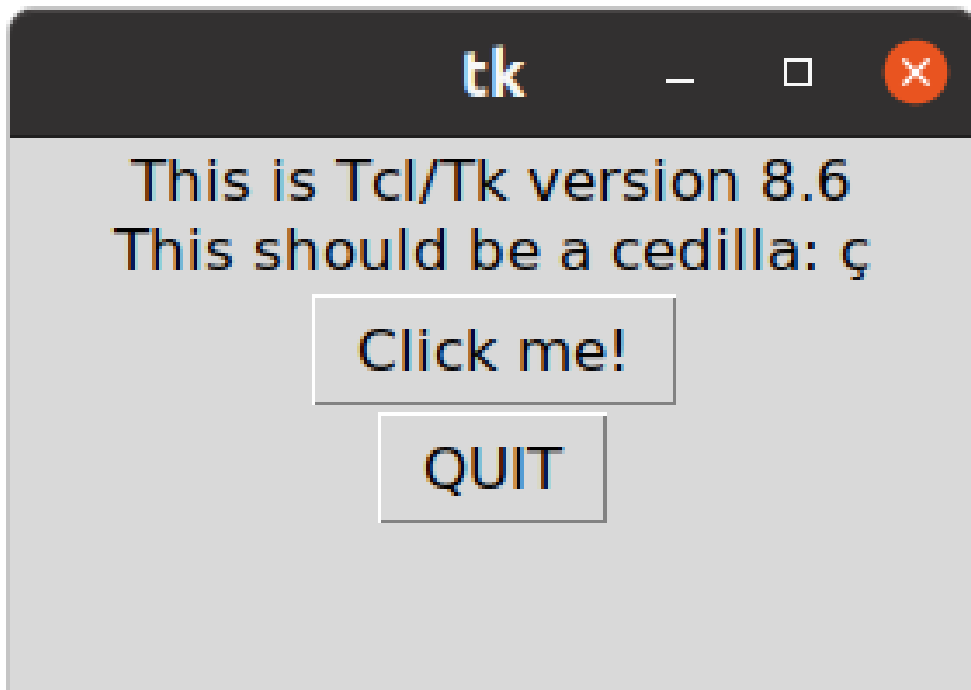 tk
This is Tcl/Tk version 8.6
This should be a cedilla: ç
Click me!
QUIT